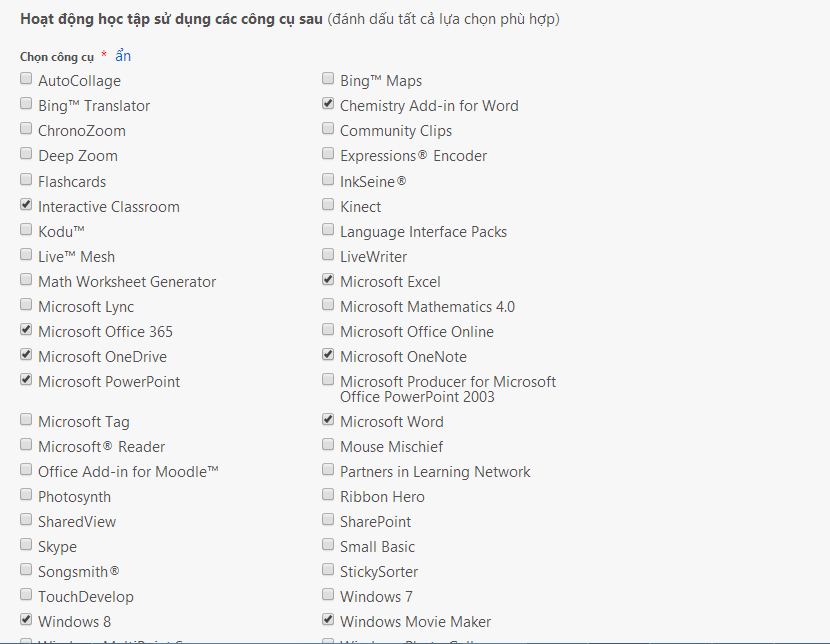 Hoạt động học tập sử dụng các công cụ sau (đánh dấu tất cả lựa chọn phù hợp)
Chọn công cụ * ẩn
AutoCollage
Bing™ Maps
Bing™ Translator
Chemistry Add-in for Word
ChronoZoom
Community Clips
Deep Zoom
Expressions® Encoder
Flashcards
InkSeine®
Interactive Classroom
Kinect
Kodu™
Language Interface Packs
Live™ Mesh
LiveWriter
Math Worksheet Generator
Microsoft Excel
Microsoft Lync
Microsoft Mathematics 4.0
Microsoft Office 365
Microsoft Office Online
Microsoft OneDrive
Microsoft OneNote
Microsoft PowerPoint
Microsoft Producer for Microsoft
Office PowerPoint 2003
Microsoft Tag
Microsoft Word
Microsoft® Reader
Mouse Mischief
Office Add-in for Moodle™
Partners in Learning Network
Photosynth
Ribbon Hero
SharedView
SharePoint
Skype
Small Basic
Songsmith®
StickySorter
TouchDevelop
Windows 7
Windows 8
Windows Movie Maker